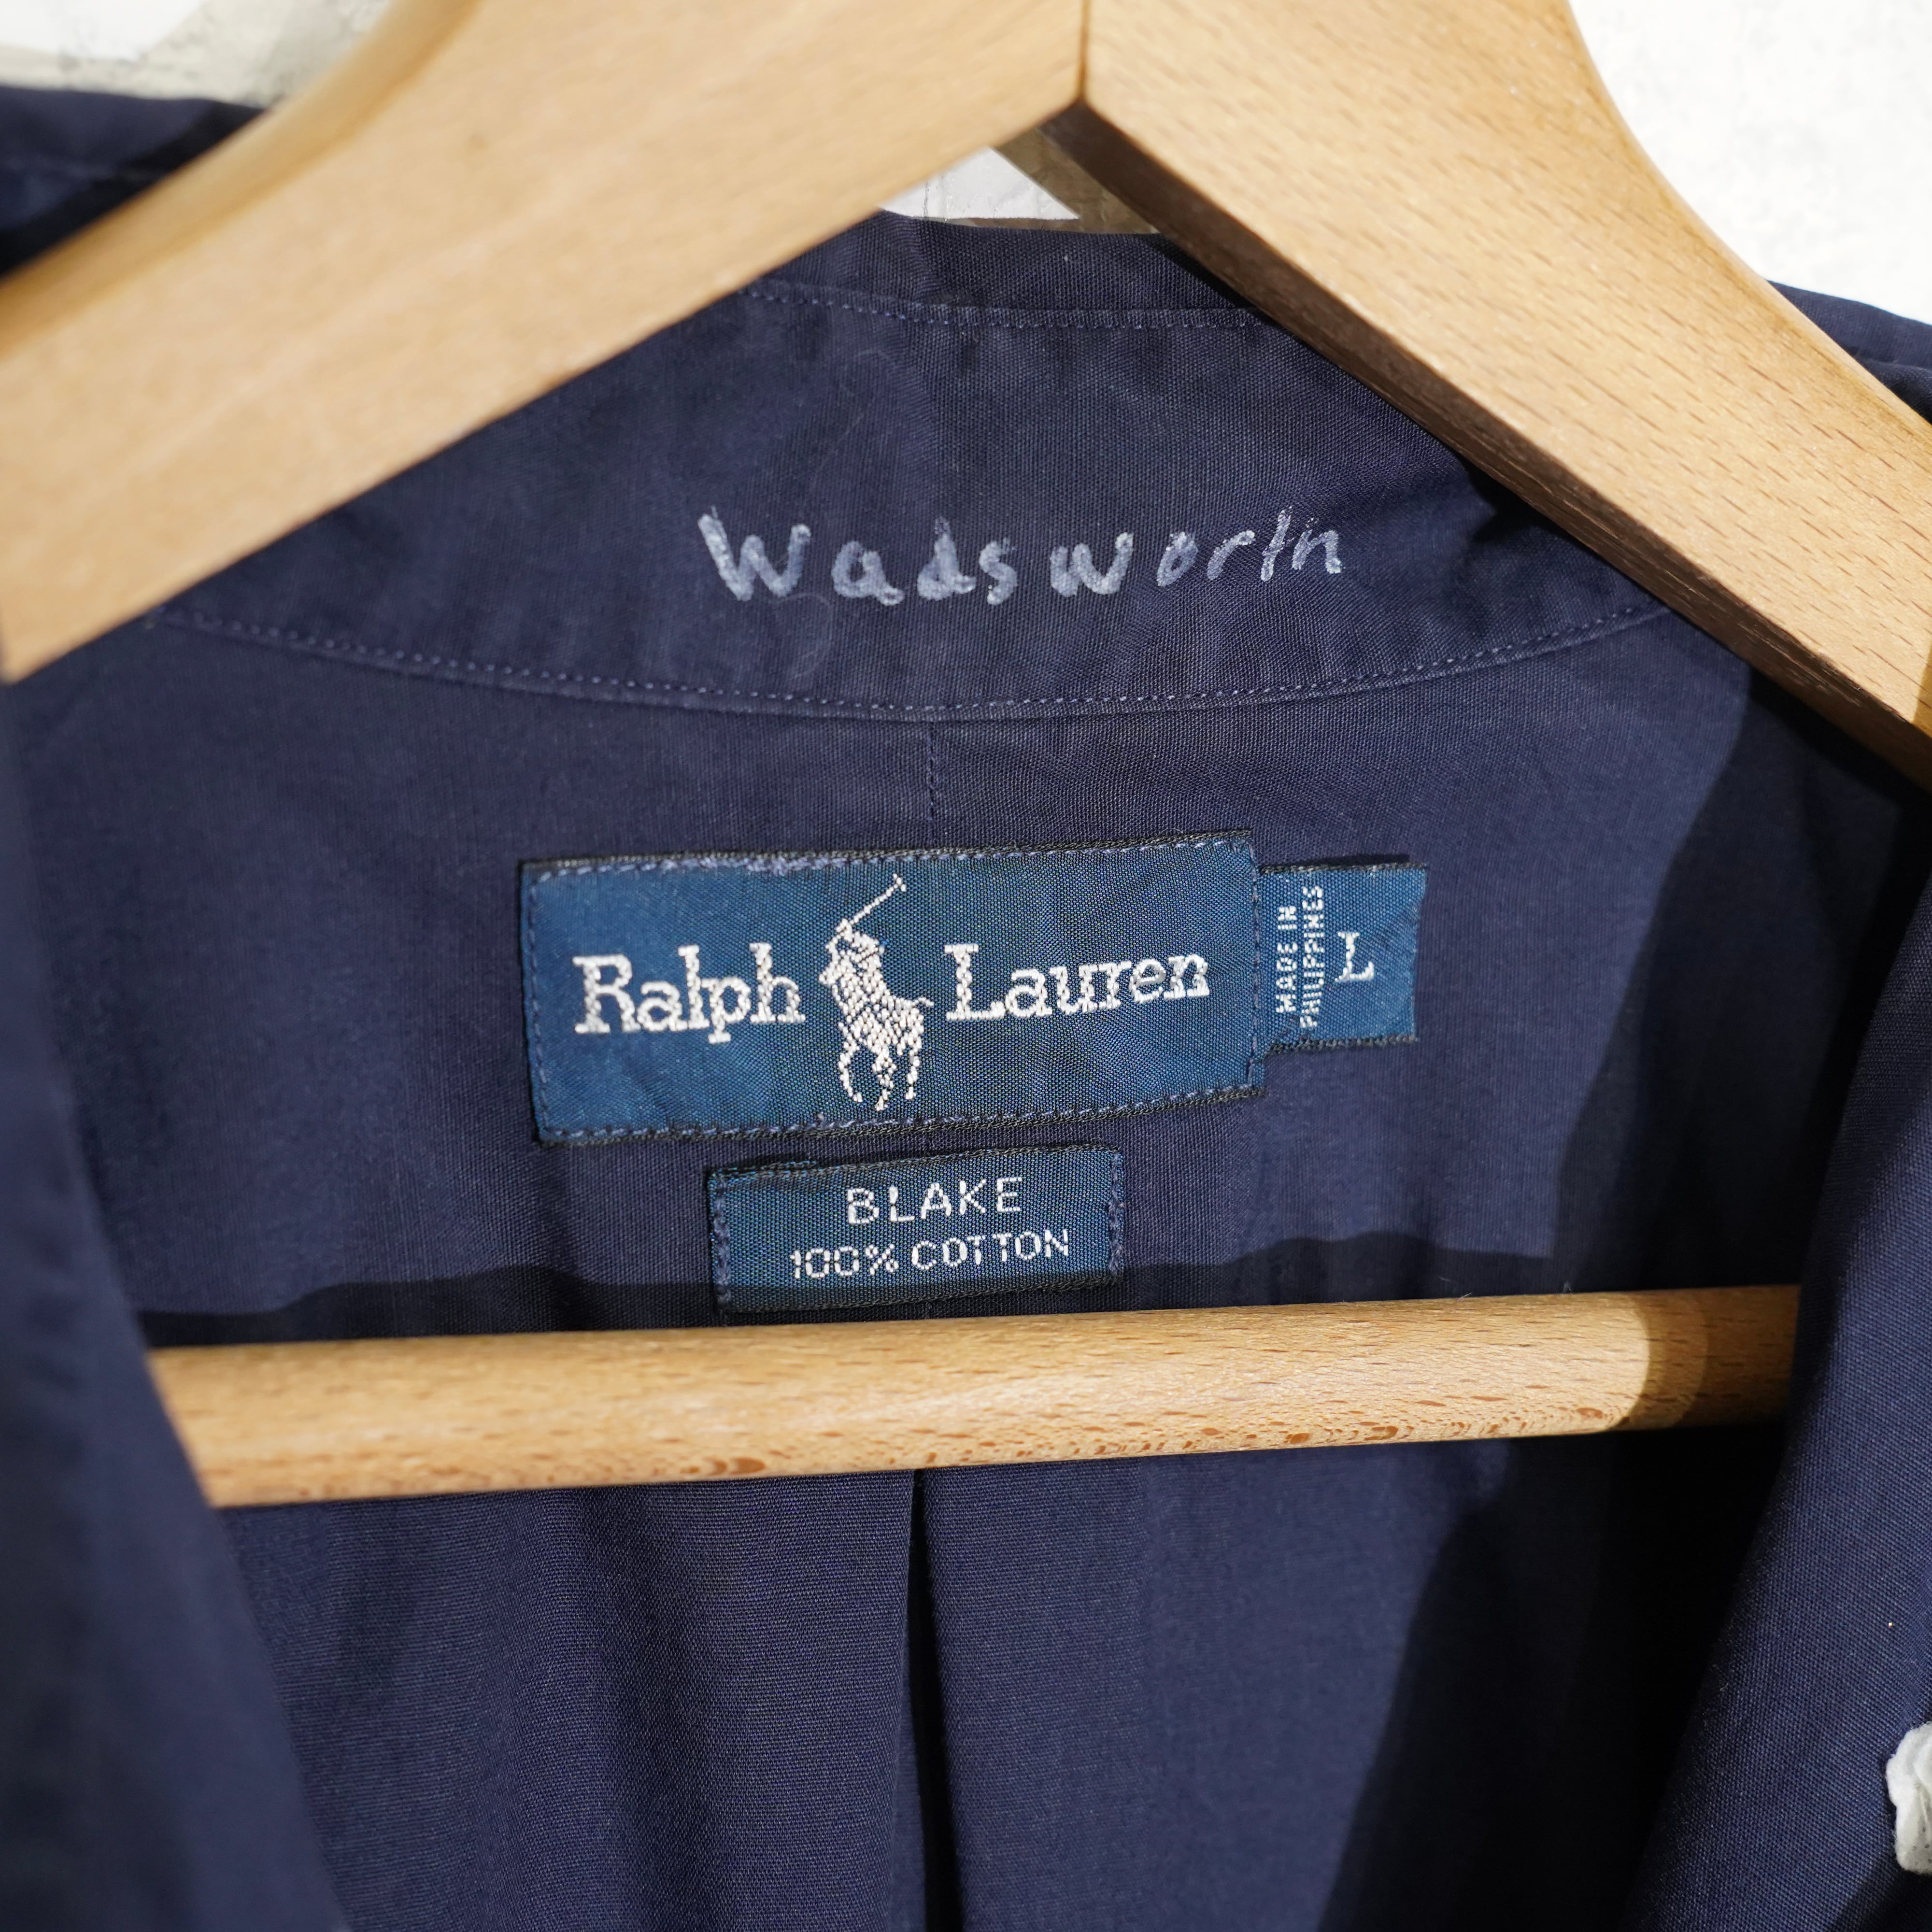 Wadsworth
Ralph Lauren
MADE IN
PHILIPPINES
L
BLAKE
100% COTTON